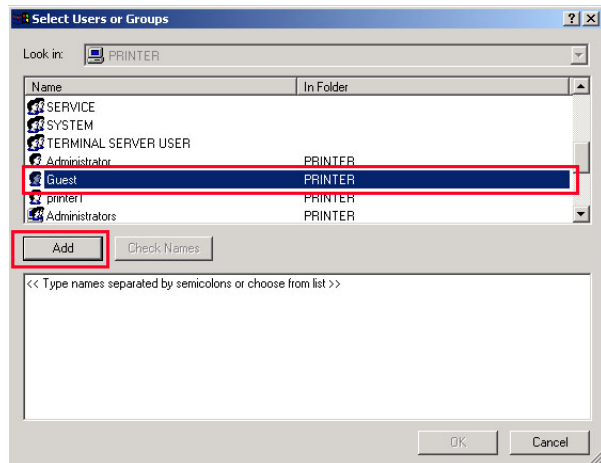 Select Users or Groups
Look in: PRINTER
Name In Folder
SERVICE
SYSTEM
TERMINAL SERVER USER
Administrator PRINTER
Guest PRINTER
printer1 PRINTER
Administrators PRINTER
Add Check Names
<< Type names separated by semicolons or choose from list >>
OK Cancel